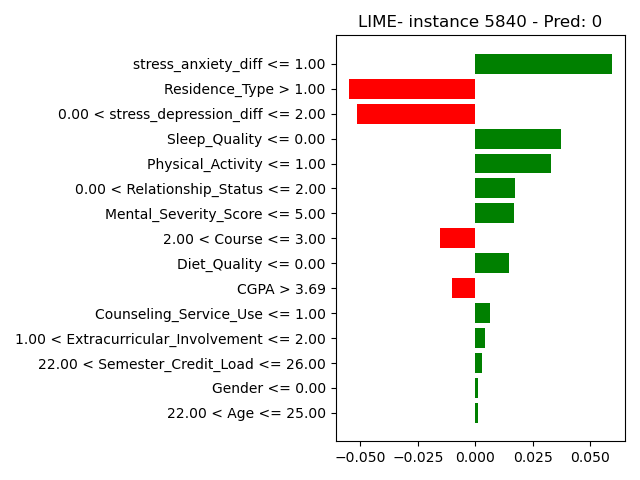 LIME- instance 5840 - Pred: 0
stress_anxiety_diff <= 1.00
Residence_Type > 1.00
0.00 < stress_depression_diff <= 2.00
Sleep_Quality <= 0.00
Physical_Activity <= 1.00
0.00 < Relationship_Status <= 2.00
Mental_Severity_Score <= 5.00
2.00 < Course <= 3.00
Diet_Quality <= 0.00
CGPA > 3.69
Counseling_Service_Use <= 1.00
1.00 < Extracurricular_Involvement <= 2.00
22.00 < Semester_Credit_Load <= 26.00
Gender <= 0.00
22.00 < Age <= 25.00
−0.050 −0.025 0.000 0.025 0.050